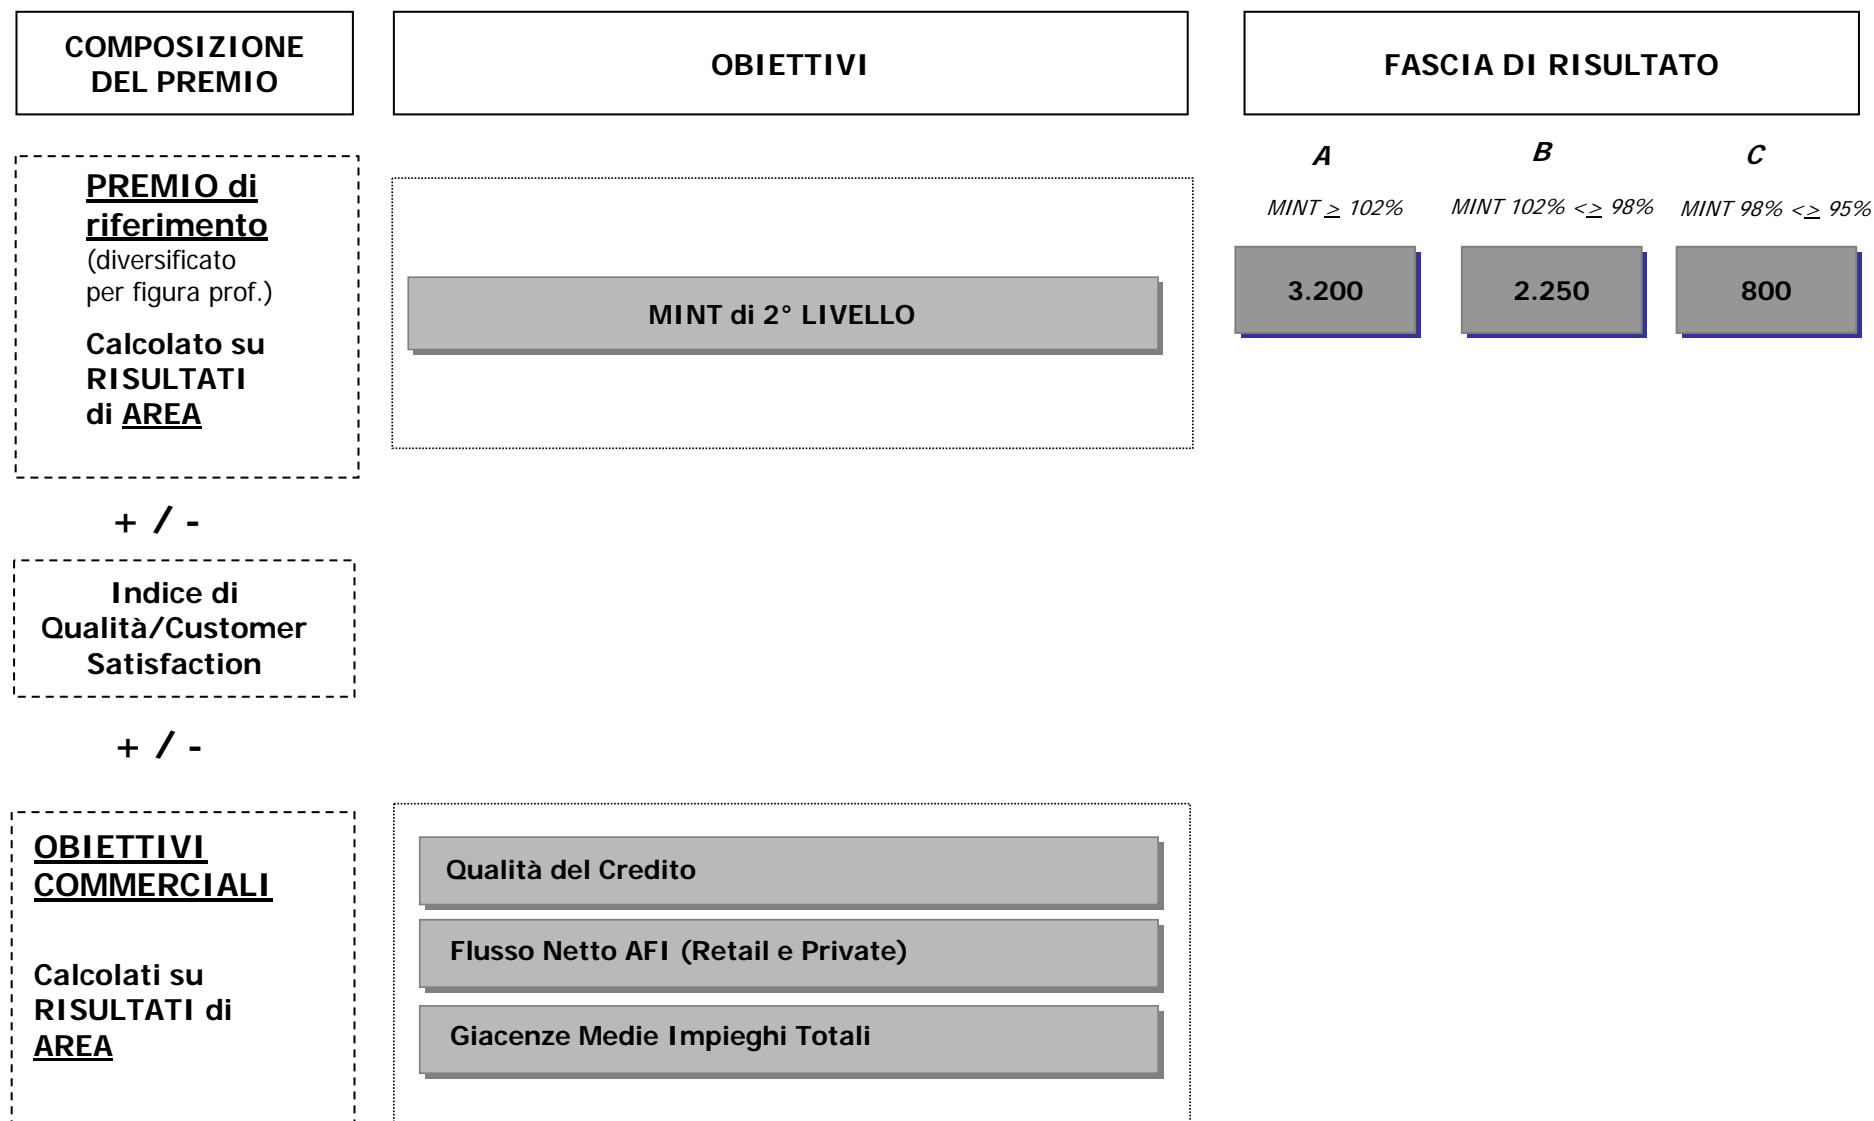 COMPOSIZIONE
DEL PREMIO
OBIETTIVI
FASCIA DI RISULTATO
A
B
C
MINT ≥ 102%
MINT 102% <≥ 98%
MINT 98% <≥ 95%
PREMIO di
riferimento
(diversificato
per figura prof.)
Calcolato su
RISULTATI
di AREA
MINT di 2° LIVELLO
3.200
2.250
800
+ / -
Indice di
Qualità/Customer
Satisfaction
+ / -
OBIETTIVI
COMMERCIALI
Calcolati su
RISULTATI di
AREA
Qualità del Credito
Flusso Netto AFI (Retail e Private)
Giacenze Medie Impieghi Totali